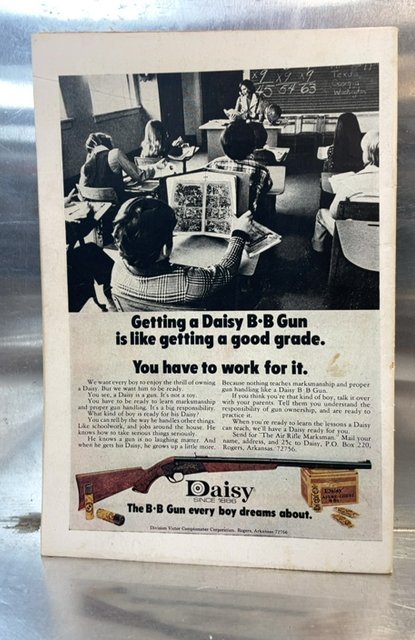 x9 x9 x9
45 54 63
Texas
Getting a Daisy B·B Gun
is like getting a good grade.
You have to work for it.
We want every boy to enjoy the thrill of owning
a Daisy. But we want him to be ready.
You see, a Daisy is a gun. It's not a toy.
You have to be ready to learn marksmanship
and proper gun handling. It's a big responsibility.
What kind of boy is ready for his Daisy?
You can tell by the way he handles other things.
Like schoolwork, and jobs around the house. He
knows how to take some things seriously.
He knows a gun is no laughing matter. And
when he gets his Daisy, he grows up a little more.
Because nothing teaches marksmanship and proper
gun handling like a Daisy B·B Gun.
If you think you're that kind of boy, talk it over
with your parents. Tell them you understand the
responsibility of gun ownership, and are ready to
practice it.
When you're ready to learn the lessons a Daisy
can teach, we'll have a Daisy ready for you.
Send for "The Air Rifle Marksman." Mail your
name, address, and 25¢ to Daisy, P.O. Box 220,
Rogers, Arkansas 72756.
Daisy
SINCE 1886
The B·B Gun every boy dreams about.
Division Victor Comptometer Corporation, Rogers, Arkansas 72756